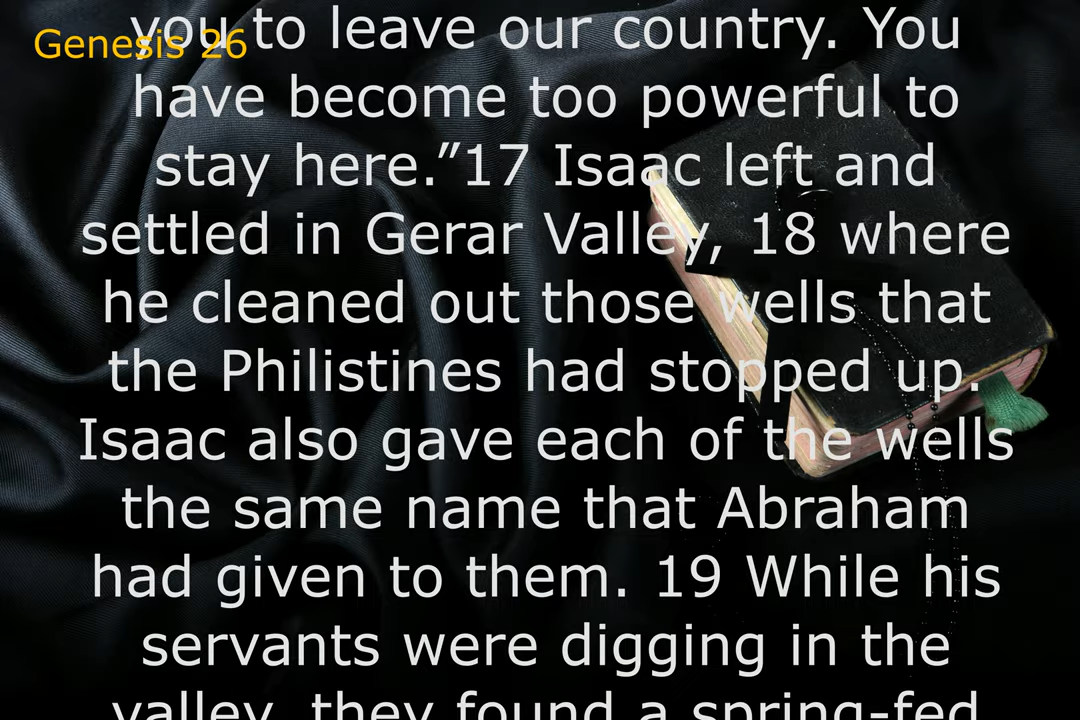 Genesis 26
you to leave our country. You
have become too powerful to
stay here.”17 Isaac left and
settled in Gerar Valley, 18 where
he cleaned out those wells that
the Philistines had stopped up.
Isaac also gave each of the wells
the same name that Abraham
had given to them. 19 While his
servants were digging in the
valley, they found a spring-fed